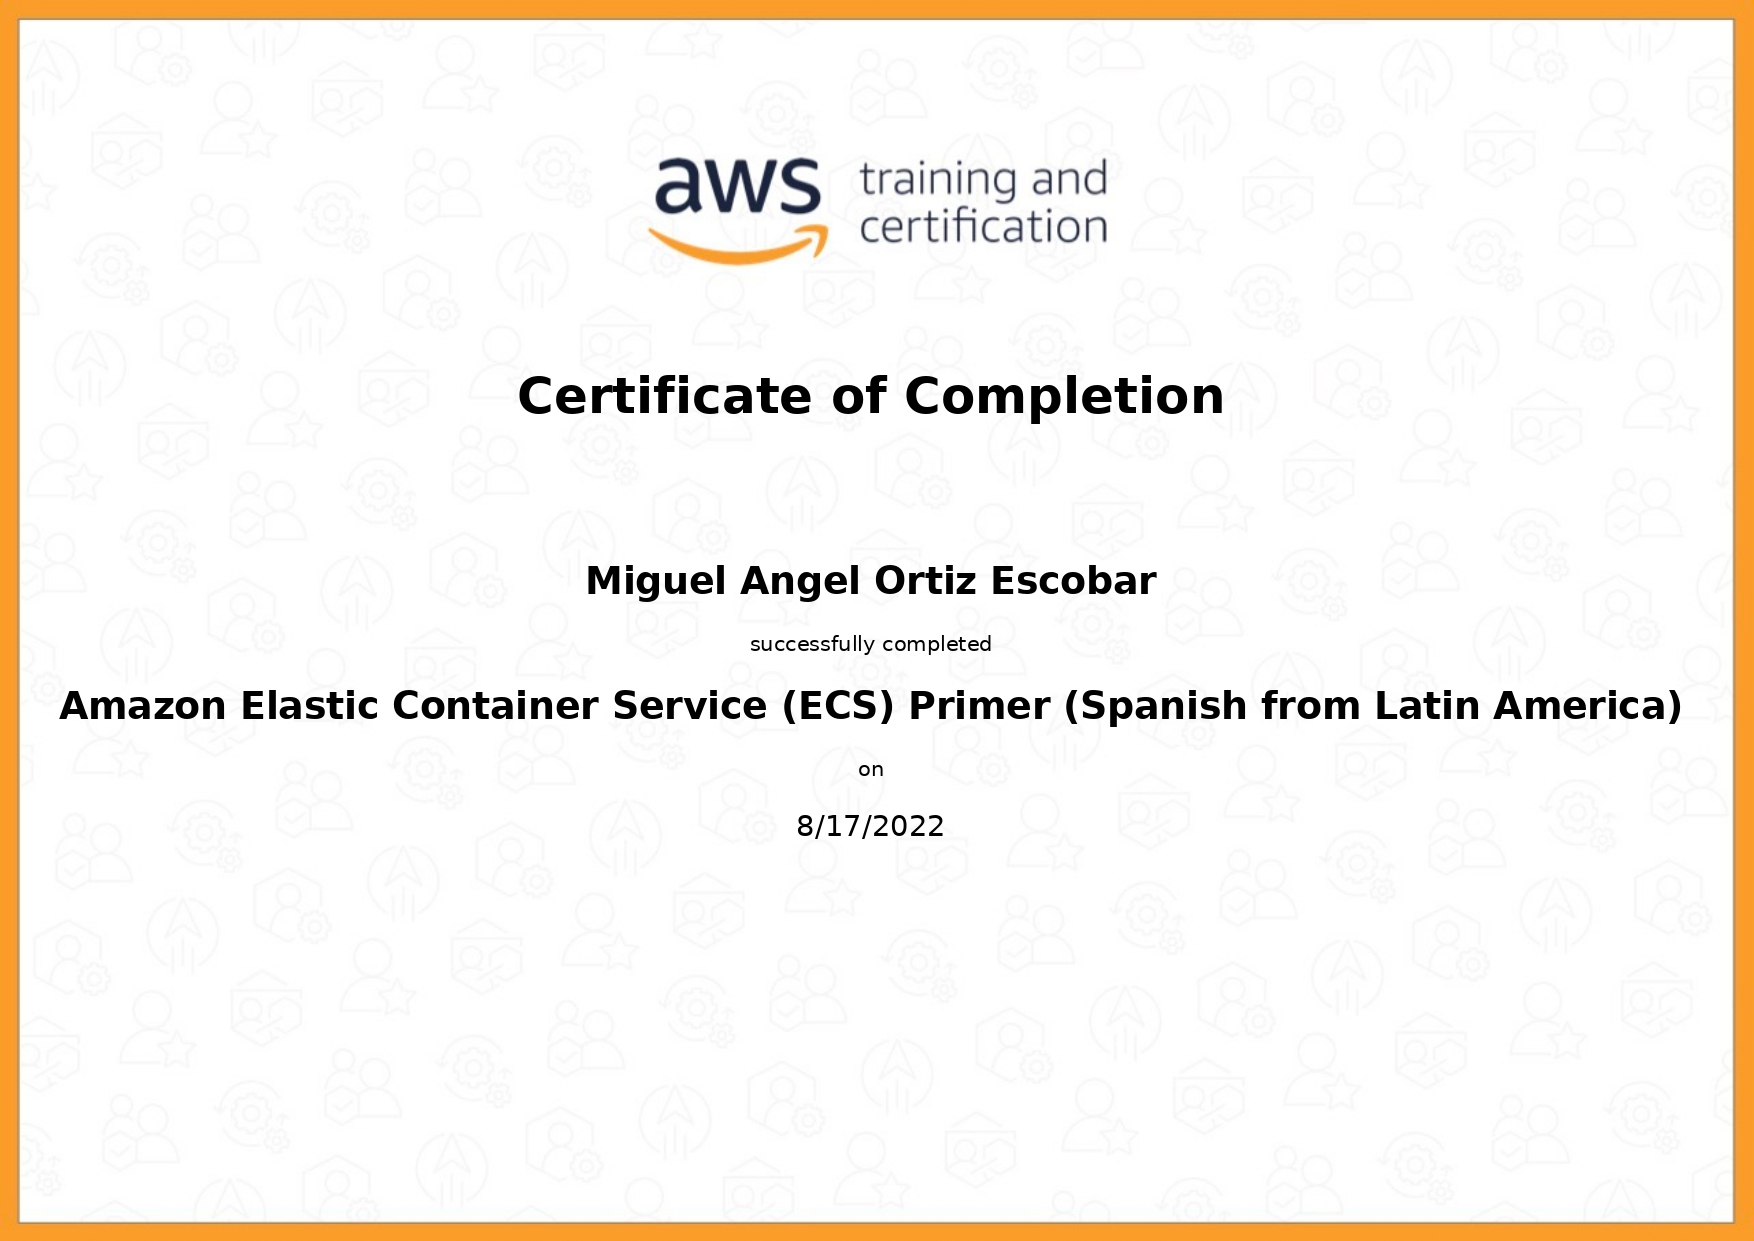 aws training and
certification
Certificate of Completion
Miguel Angel Ortiz Escobar
successfully completed
Amazon Elastic Container Service (ECS) Primer (Spanish from Latin America)
on
8/17/2022